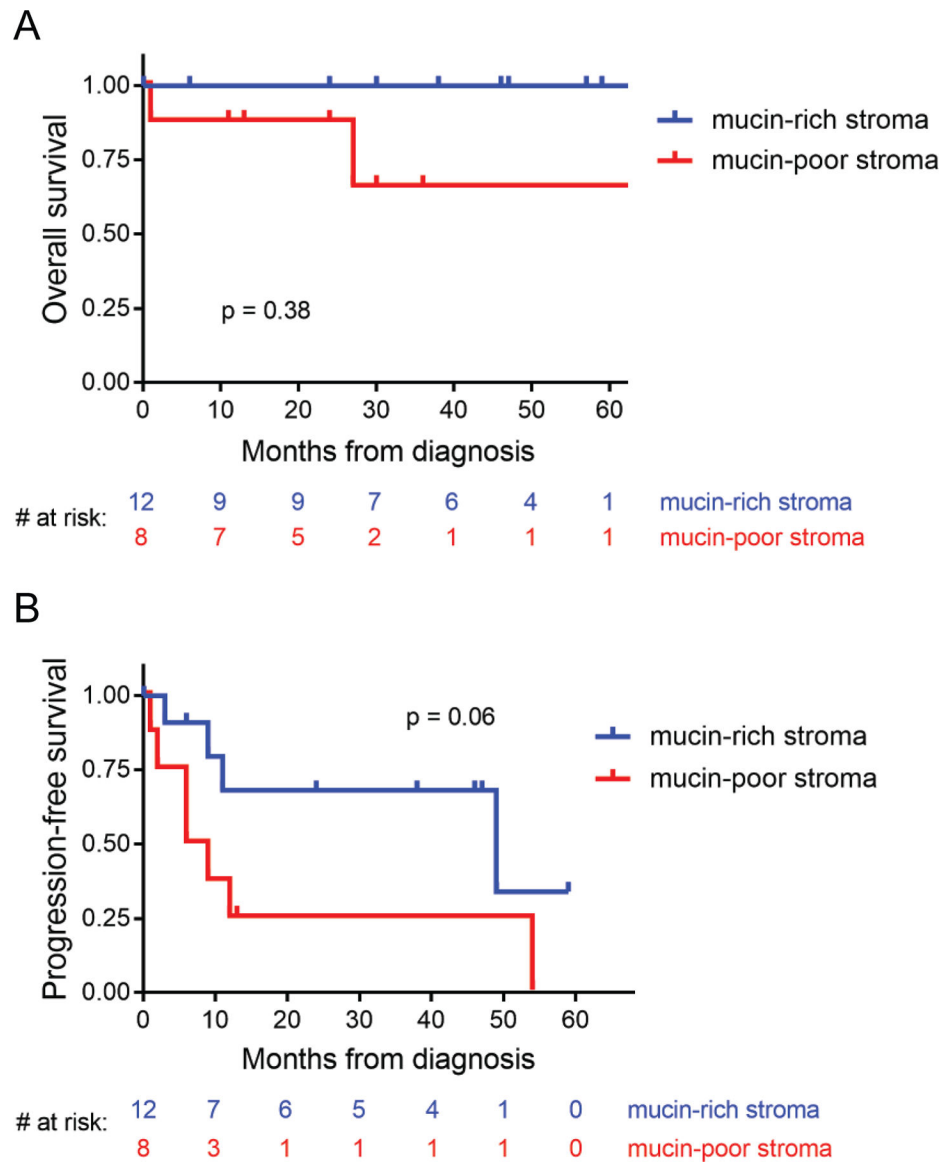 A
Overall survival
1.00
0.75
0.50
0.25
0.00
p = 0.38
mucin-rich stroma
mucin-poor stroma
0 10 20 30 40 50 60
Months from diagnosis
# at risk:
12 9 9 7 6 4 1 mucin-rich stroma
8 7 5 2 1 1 1 mucin-poor stroma
B
Progression-free survival
1.00
0.75
0.50
0.25
0.00
p = 0.06
mucin-rich stroma
mucin-poor stroma
0 10 20 30 40 50 60
Months from diagnosis
# at risk:
12 7 6 5 4 1 0 mucin-rich stroma
8 3 1 1 1 1 0 mucin-poor stroma